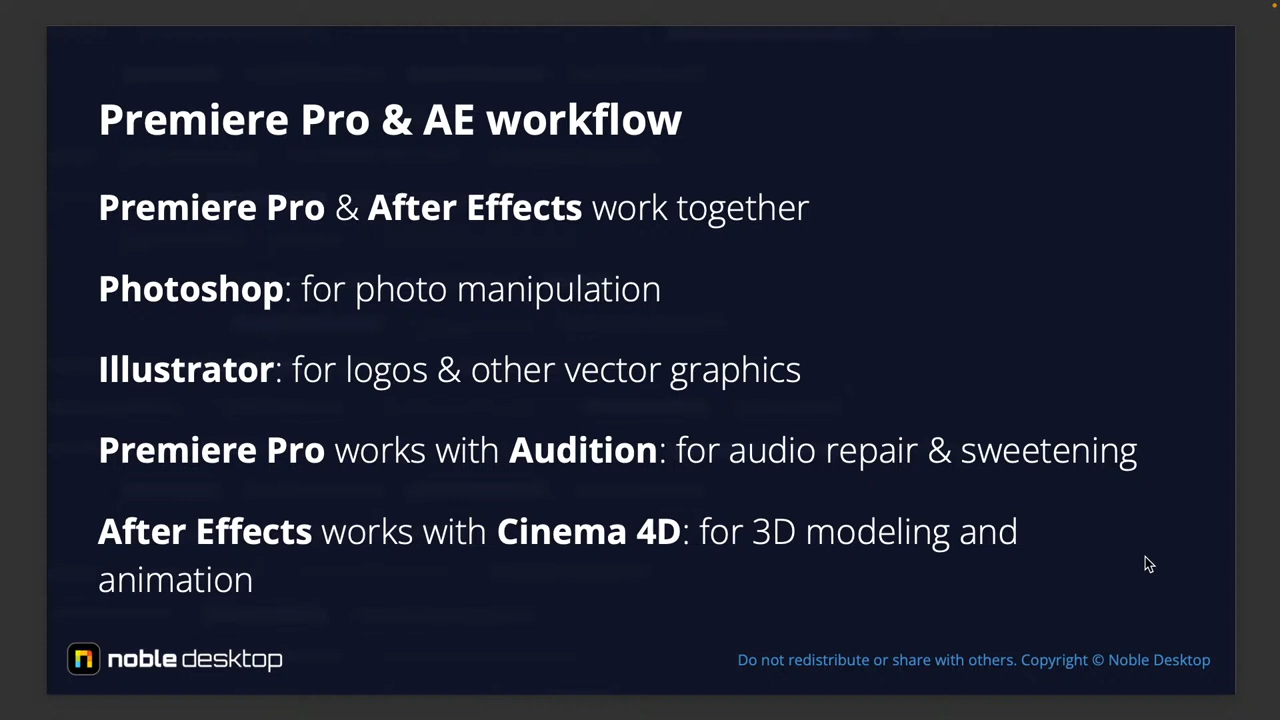 Premiere Pro & AE workflow
Premiere Pro & After Effects work together
Photoshop: for photo manipulation
Illustrator: for logos & other vector graphics
Premiere Pro works with Audition: for audio repair & sweetening
After Effects works with Cinema 4D: for 3D modeling and
animation
noble desktop
Do not redistribute or share with others. Copyright © Noble Desktop